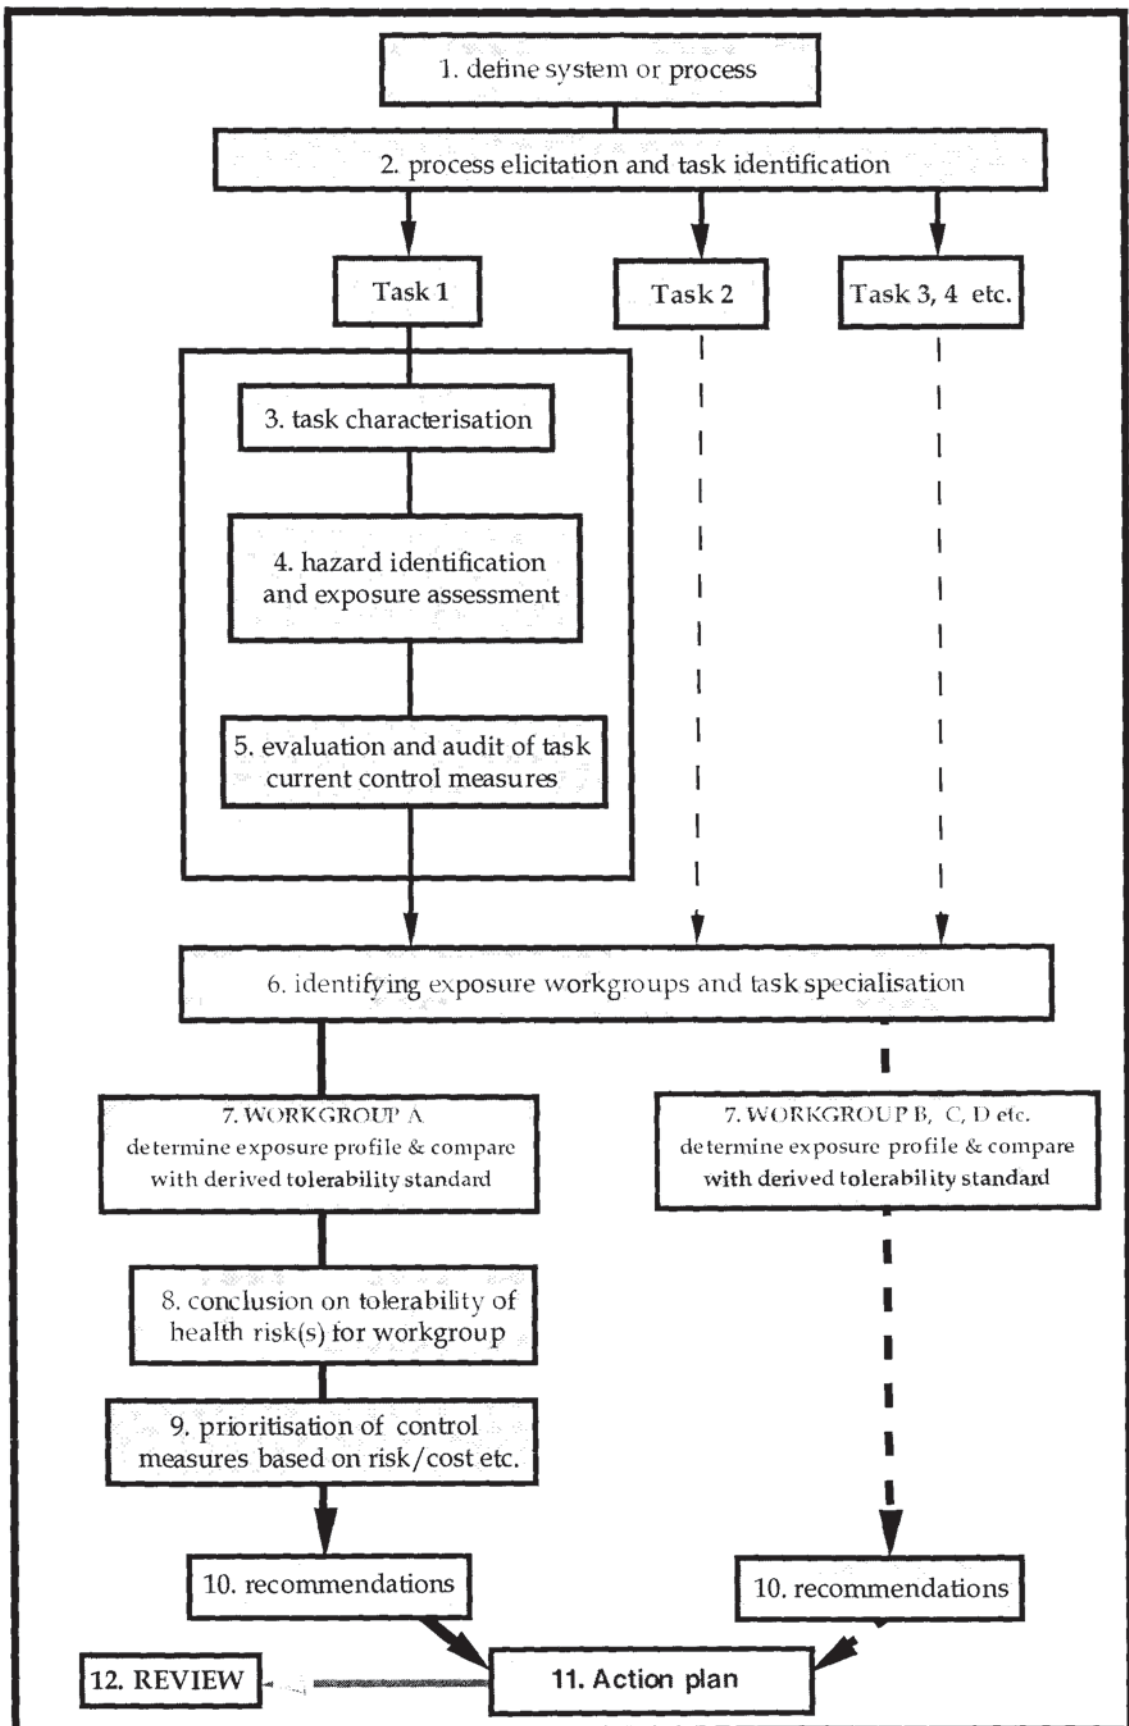 1. define system or process
2. process elicitation and task identification
Task 1
Task 2
Task 3, 4 etc.
3. task characterisation
4. hazard identification
and exposure assessment
5. evaluation and audit of task
current control measures
6. identifying exposure workgroups and task specialisation
7. WORKGROUP A
determine exposure profile & compare
with derived tolerability standard
7. WORKGROUP B, C, D etc.
determine exposure profile & compare
with derived tolerability standard
8. conclusion on tolerability of
health risk(s) for workgroup
9. prioritisation of control
measures based on risk/cost etc.
10. recommendations
10. recommendations
11. Action plan
12. REVIEW